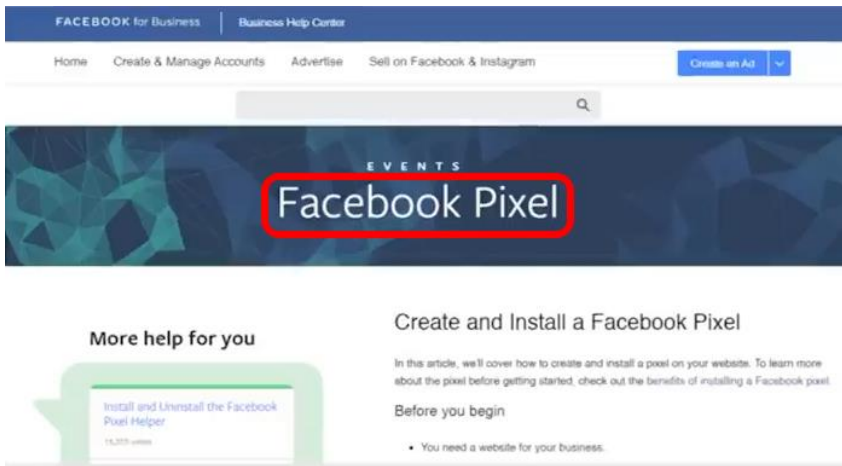 FACEBOOK for Business
Business Help Center
Home
Create & Manage Accounts
Advertise
Sell on Facebook & Instagram
Create an Ad
EVENTS
Facebook Pixel
More help for you
Install and Uninstall the Facebook
Pixel Helper
votes
Create and Install a Facebook Pixel
In this article, we'll cover how to create and install a pixel on your website. To learn more
about the pixel before getting started, check out the benefits of installing a Facebook pixel.
Before you begin
• You need a website for your business.